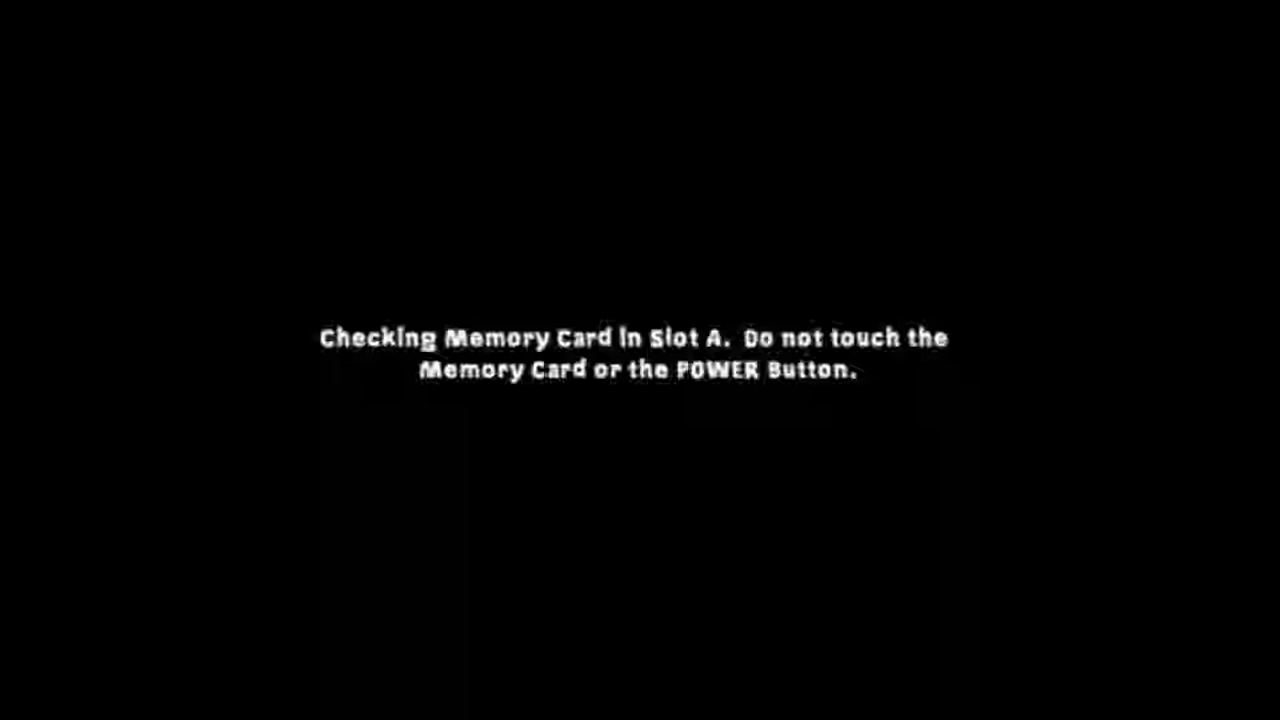 Checking Memory Card in Slot A.  Do not touch the
Memory Card or the POWER Button.